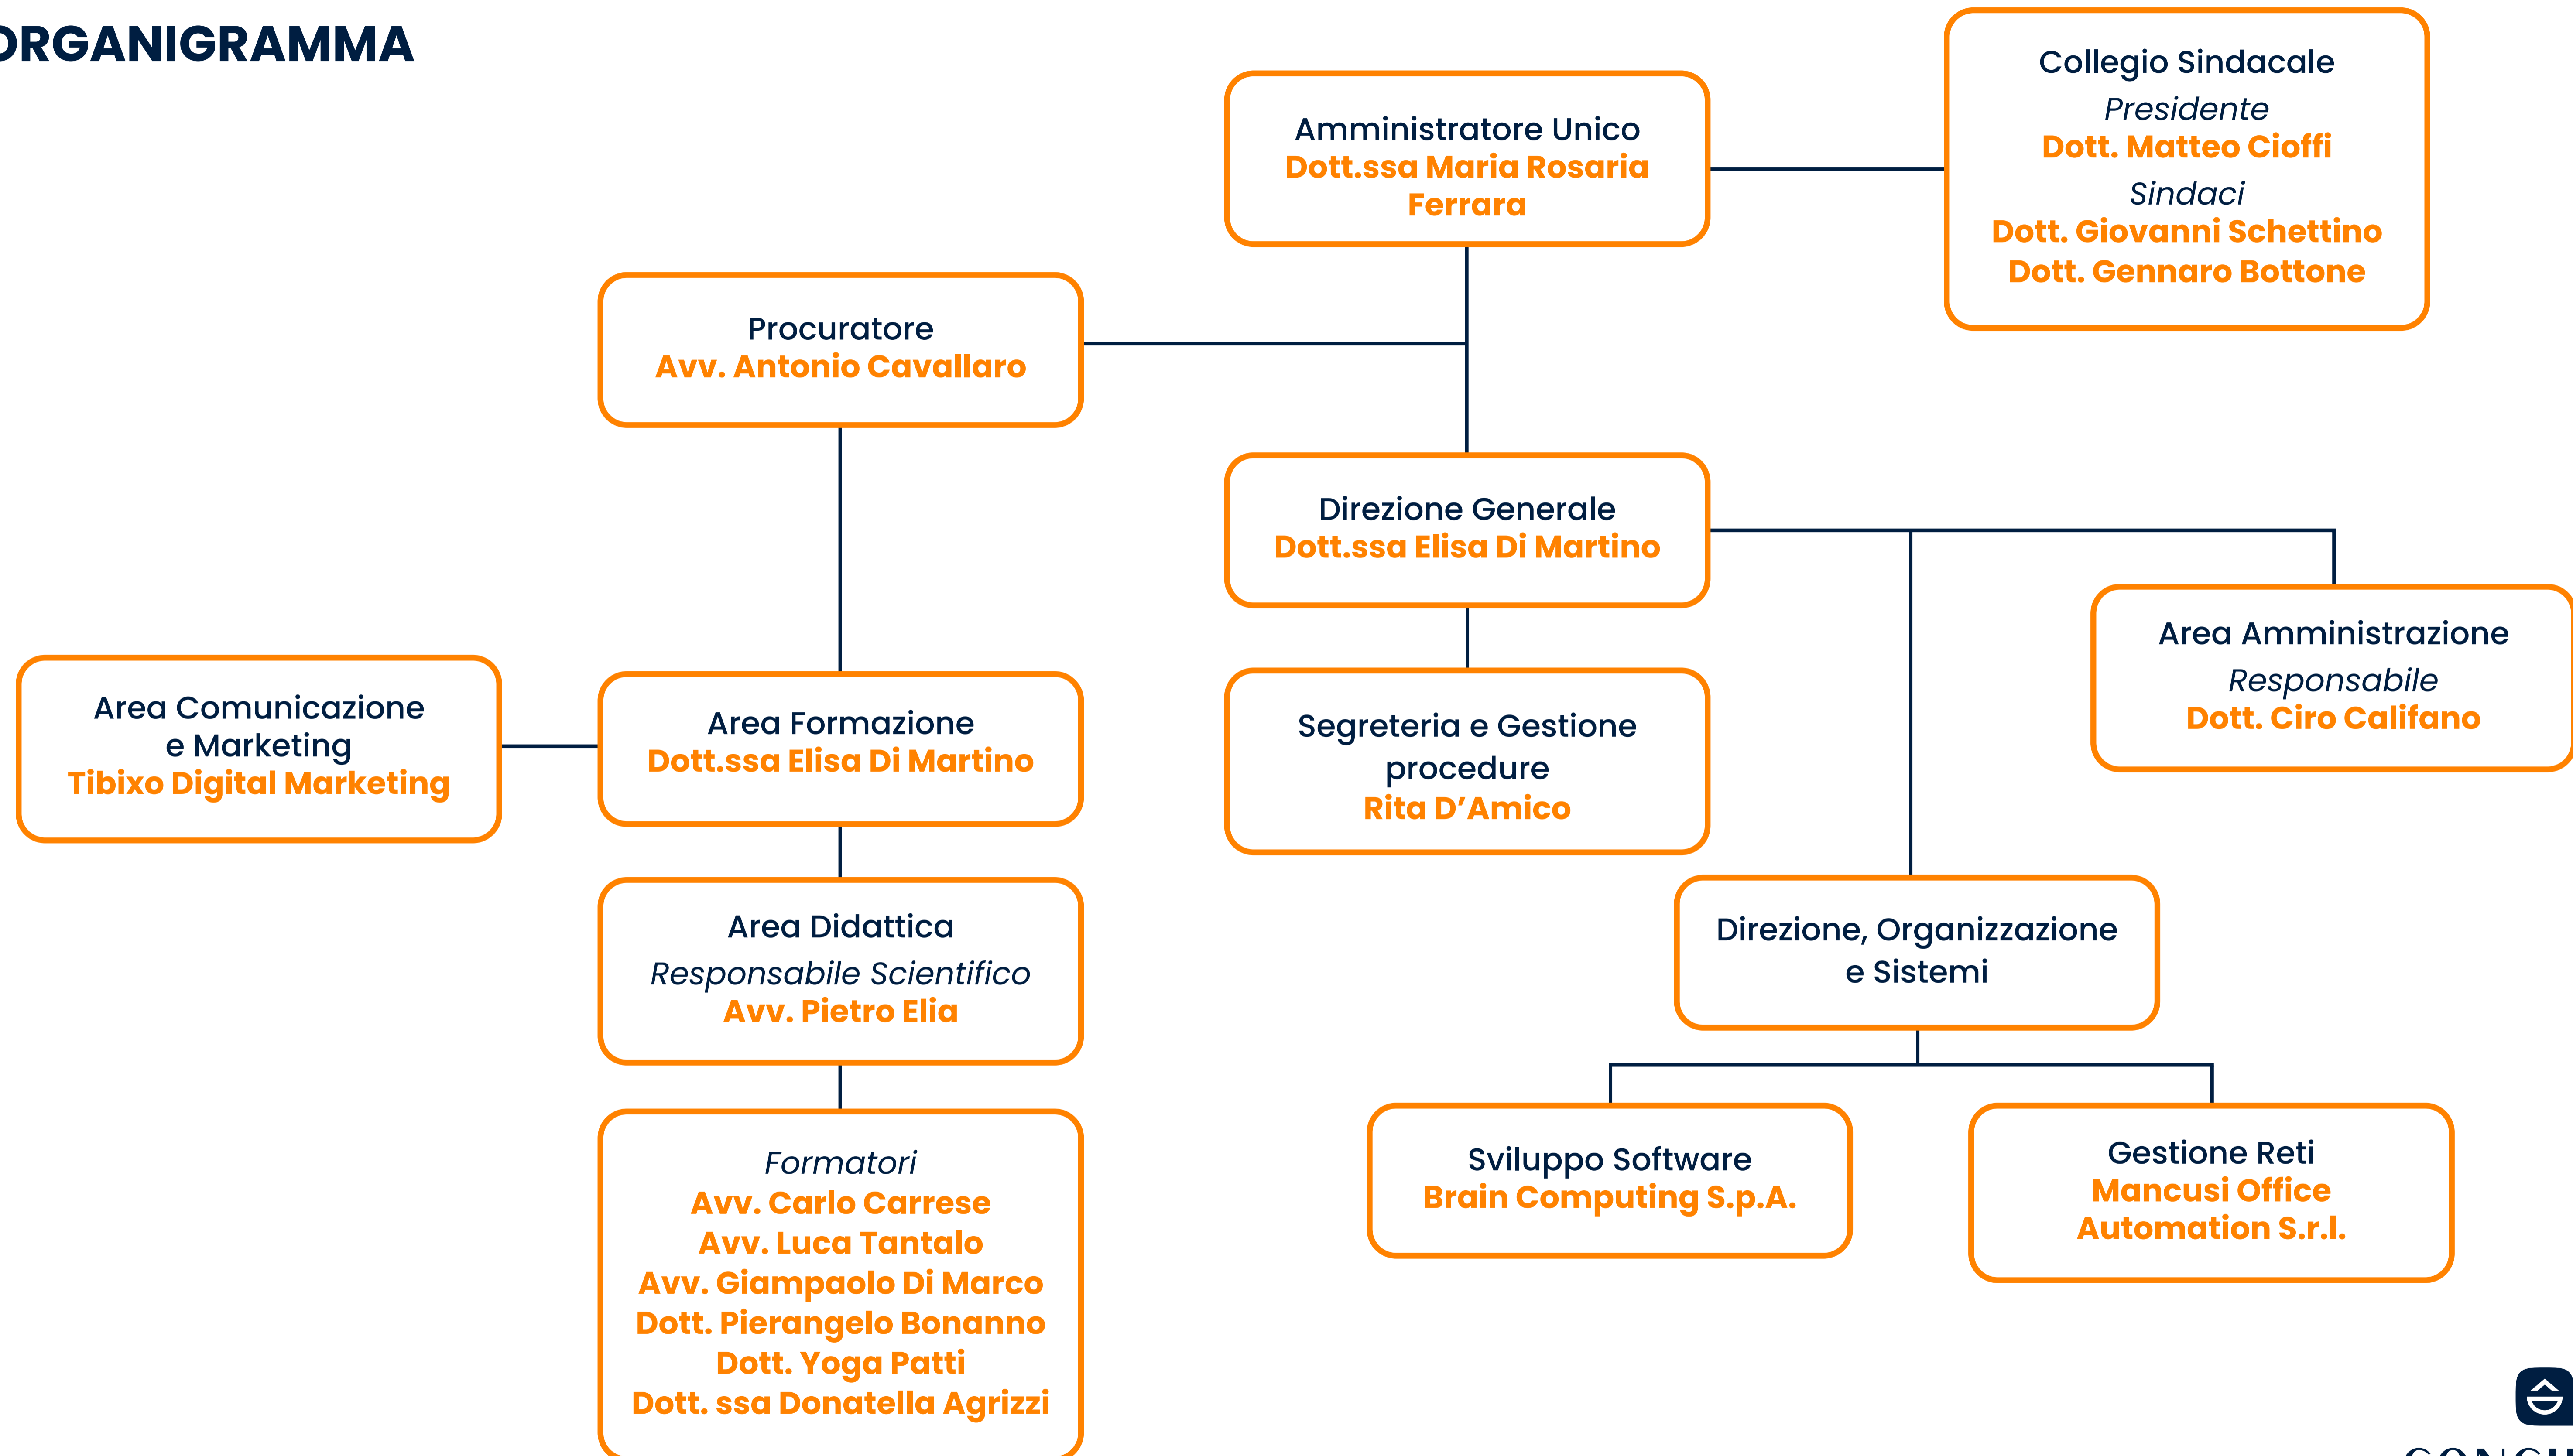 ORGANIGRAMMA
Collegio Sindacale
Presidente
Dott. Matteo Cioffi
Sindaci
Dott. Giovanni Schettino
Dott. Gennaro Bottone
Amministratore Unico
Dott.ssa Maria Rosaria
Ferrara
Procuratore
Avv. Antonio Cavallaro
Direzione Generale
Dott.ssa Elisa Di Martino
Area Amministrazione
Responsabile
Dott. Ciro Califano
Area Comunicazione
e Marketing
Tibixo Digital Marketing
Area Formazione
Dott.ssa Elisa Di Martino
Segreteria e Gestione
procedure
Rita D’Amico
Area Didattica
Responsabile Scientifico
Avv. Pietro Elia
Direzione, Organizzazione
e Sistemi
Formatori
Avv. Carlo Carrese
Avv. Luca Tantalo
Avv. Giampaolo Di Marco
Dott. Pierangelo Bonanno
Dott. Yoga Patti
Dott. ssa Donatella Agrizzi
Sviluppo Software
Brain Computing S.p.A.
Gestione Reti
Mancusi Office
Automation S.r.l.